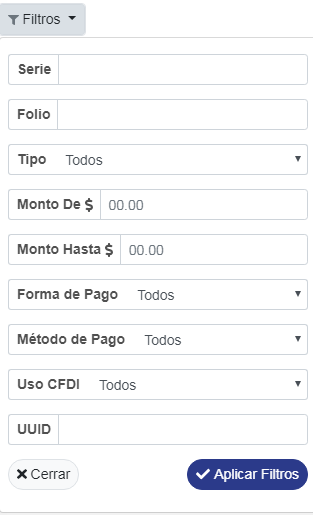 Filtros
Serie
Folio
Tipo Todos
Monto De $ 00.00
Monto Hasta $ 00.00
Forma de Pago Todos
Método de Pago Todos
Uso CFDI Todos
UUID
Cerrar Aplicar Filtros